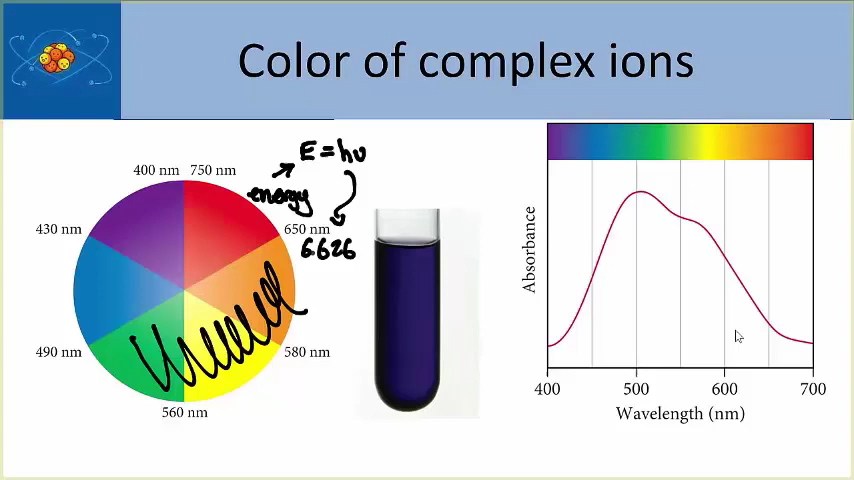 Color of complex ions
400 nm 750 nm
E = hν
energy
430 nm
650 nm
6626
490 nm
580 nm
560 nm
Absorbance
400 500 600 700
Wavelength (nm)